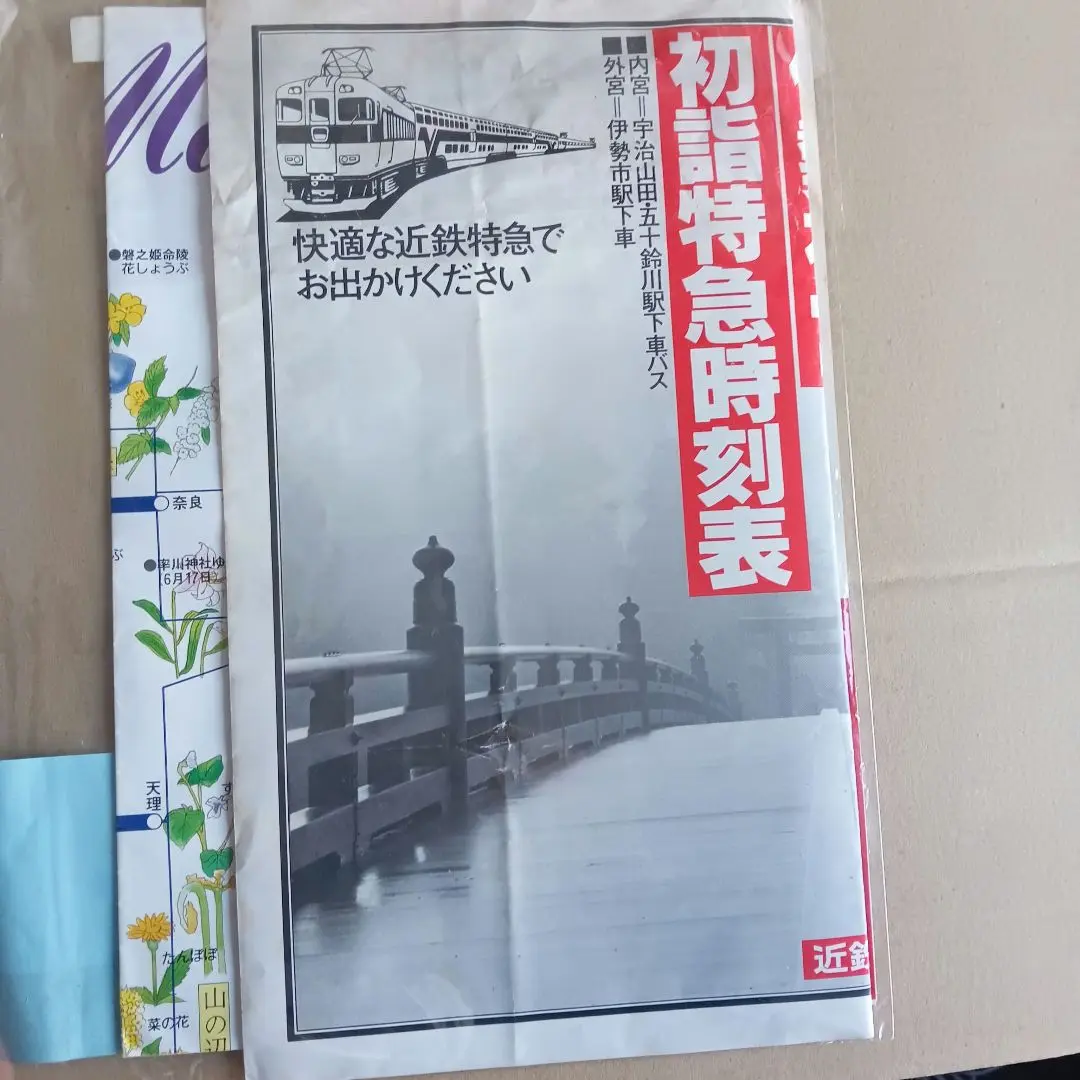 初詣特急時刻表
■内宮＝宇治山田・五十鈴川駅下車バス
■外宮＝伊勢市駅下車
快適な近鉄特急で
お出かけください
近鉄
●磐之姫命陵
花しょうぶ
奈良
●率川神社ゆ
(6月17日)
天理
たんぽぽ
菜の花
山の辺